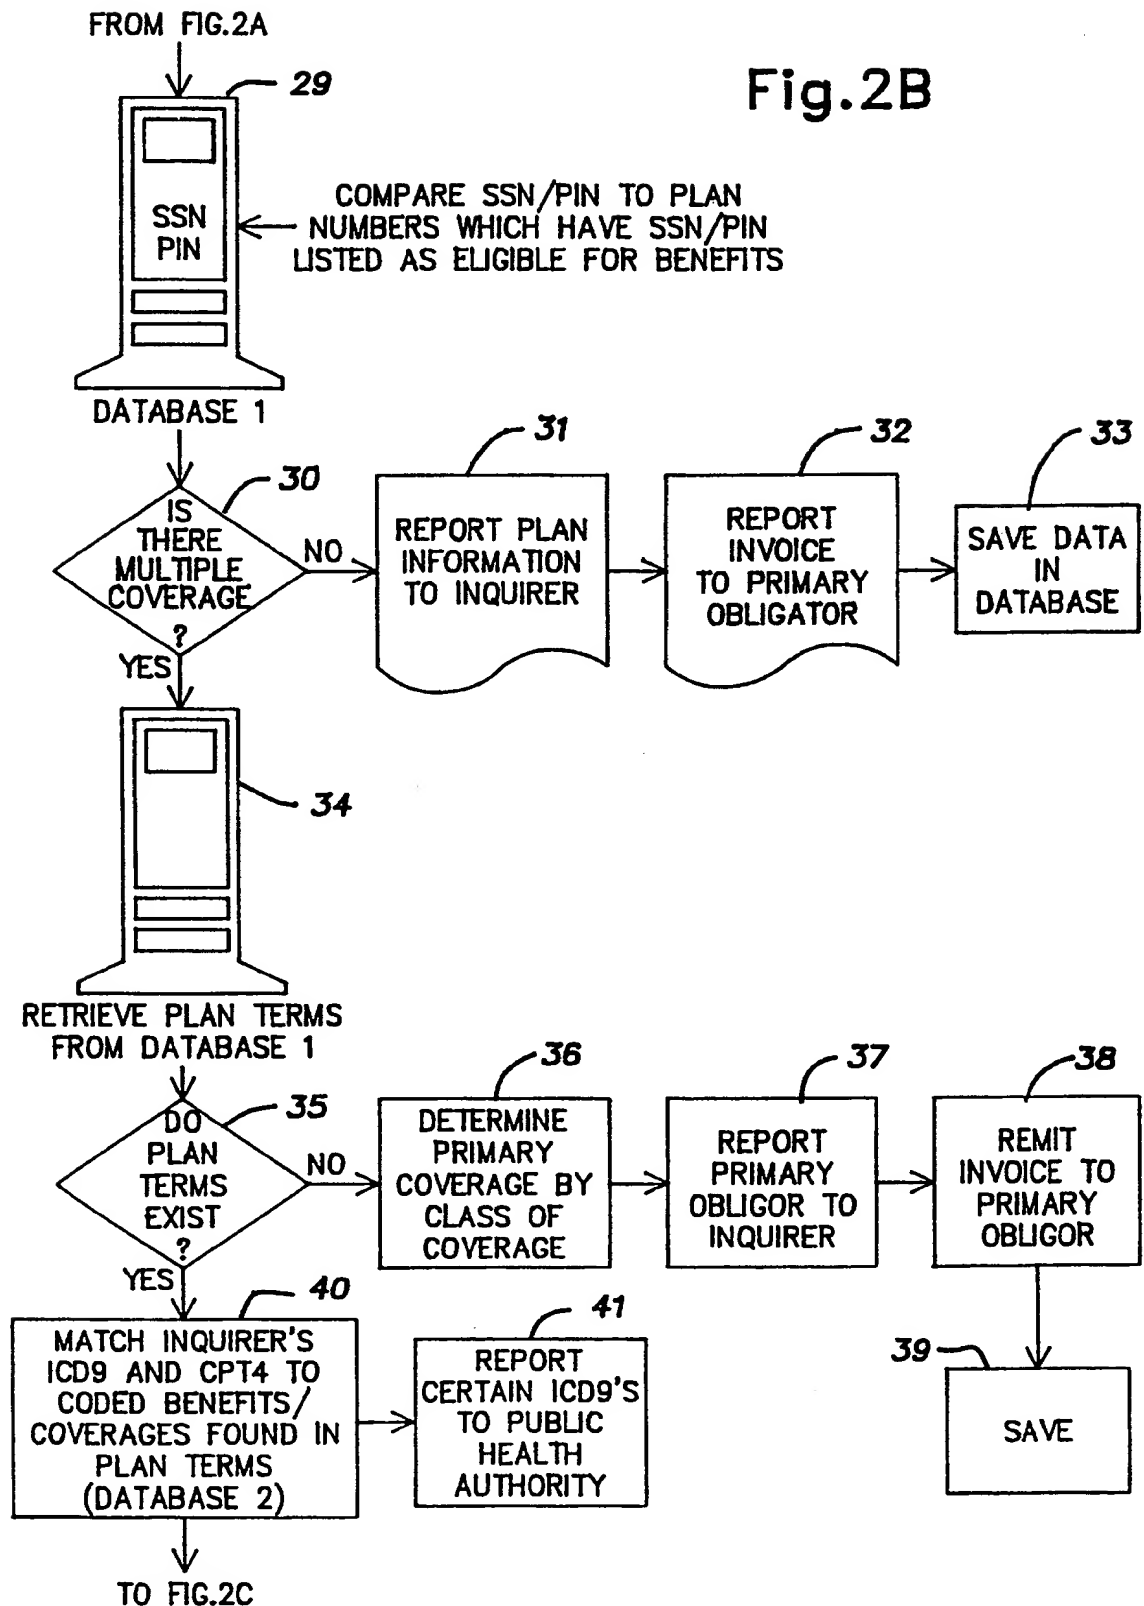 FROM FIG.2A
29
Fig.2B
SSN
PIN
COMPARE SSN/PIN TO PLAN
NUMBERS WHICH HAVE SSN/PIN
LISTED AS ELIGIBLE FOR BENEFITS
DATABASE 1
30
IS
THERE
MULTIPLE
COVERAGE
?
NO
YES
31
REPORT PLAN
INFORMATION
TO INQUIRER
32
REPORT
INVOICE
TO PRIMARY
OBLIGATOR
33
SAVE DATA
IN
DATABASE
34
RETRIEVE PLAN TERMS
FROM DATABASE 1
35
DO
PLAN
TERMS
EXIST
?
NO
YES
36
DETERMINE
PRIMARY
COVERAGE BY
CLASS OF
COVERAGE
37
REPORT
PRIMARY
OBLIGOR TO
INQUIRER
38
REMIT
INVOICE TO
PRIMARY
OBLIGOR
39
SAVE
40
MATCH INQUIRER'S
ICD9 AND CPT4 TO
CODED BENEFITS/
COVERAGES FOUND IN
PLAN TERMS
(DATABASE 2)
41
REPORT
CERTAIN ICD9'S
TO PUBLIC
HEALTH
AUTHORITY
TO FIG.2C